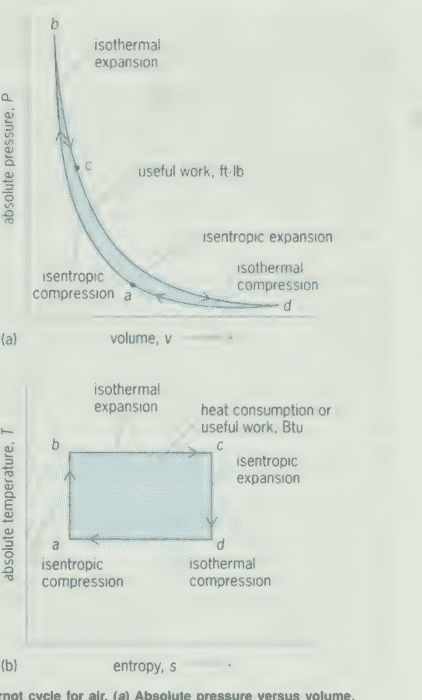 b
isothermal
expansion
absolute pressure, P
c
useful work, ft·lb
isentropic expansion
isothermal
compression
isentropic
compression
a
d
(a)
volume, v
isothermal
expansion
heat consumption or
useful work, Btu
b
c
isentropic
expansion
absolute temperature, T
a
d
isentropic
compression
isothermal
compression
(b)
entropy, s
cycle for air. (a) Absolute pressure versus volume.